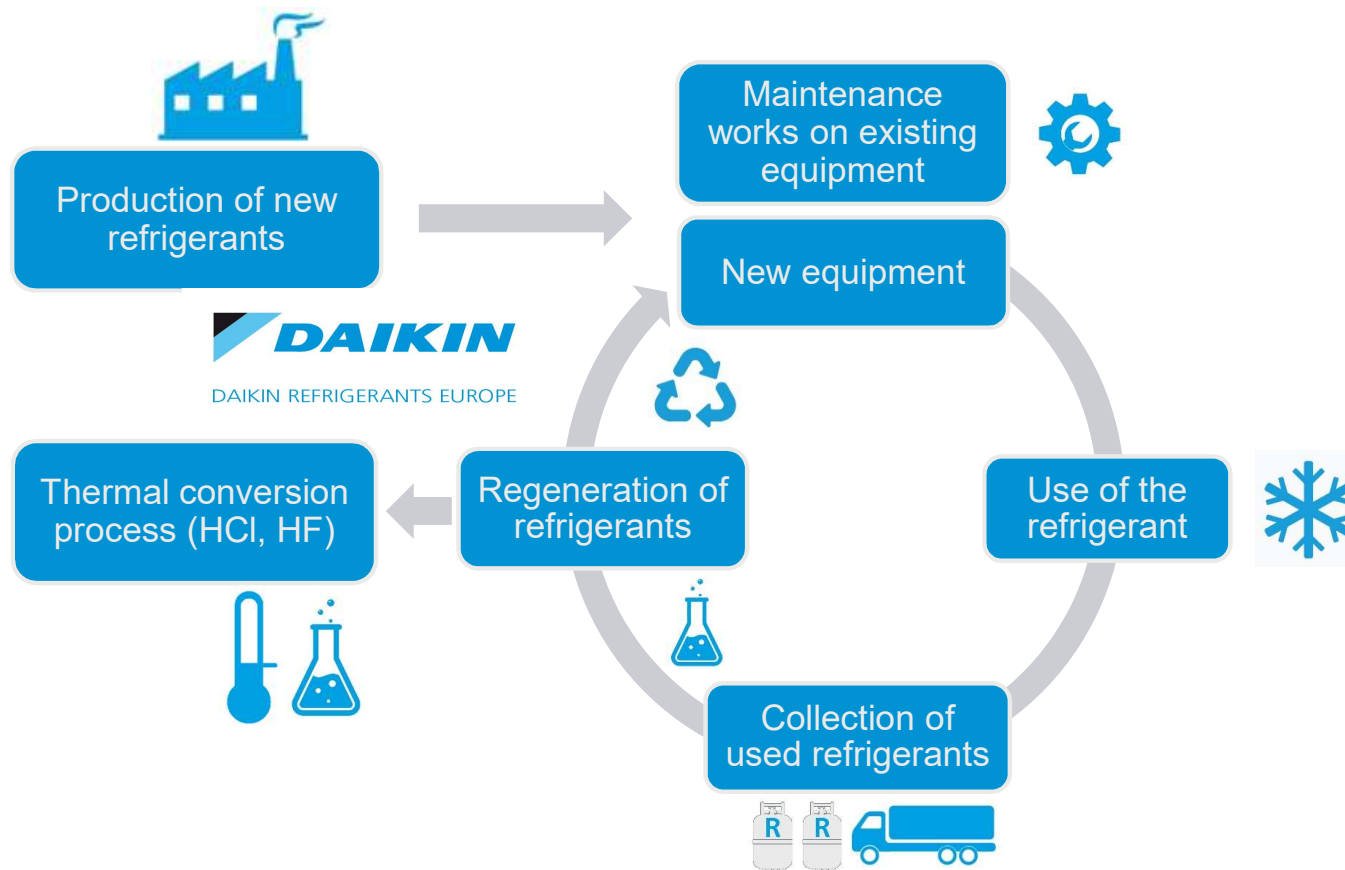 Maintenance
works on existing
equipment
Production of new
refrigerants
New equipment
DAIKIN
DAIKIN REFRIGERANTS EUROPE
Thermal conversion
process (HCl, HF)
Regeneration of
refrigerants
Use of the
refrigerant
Collection of
used refrigerants
R R